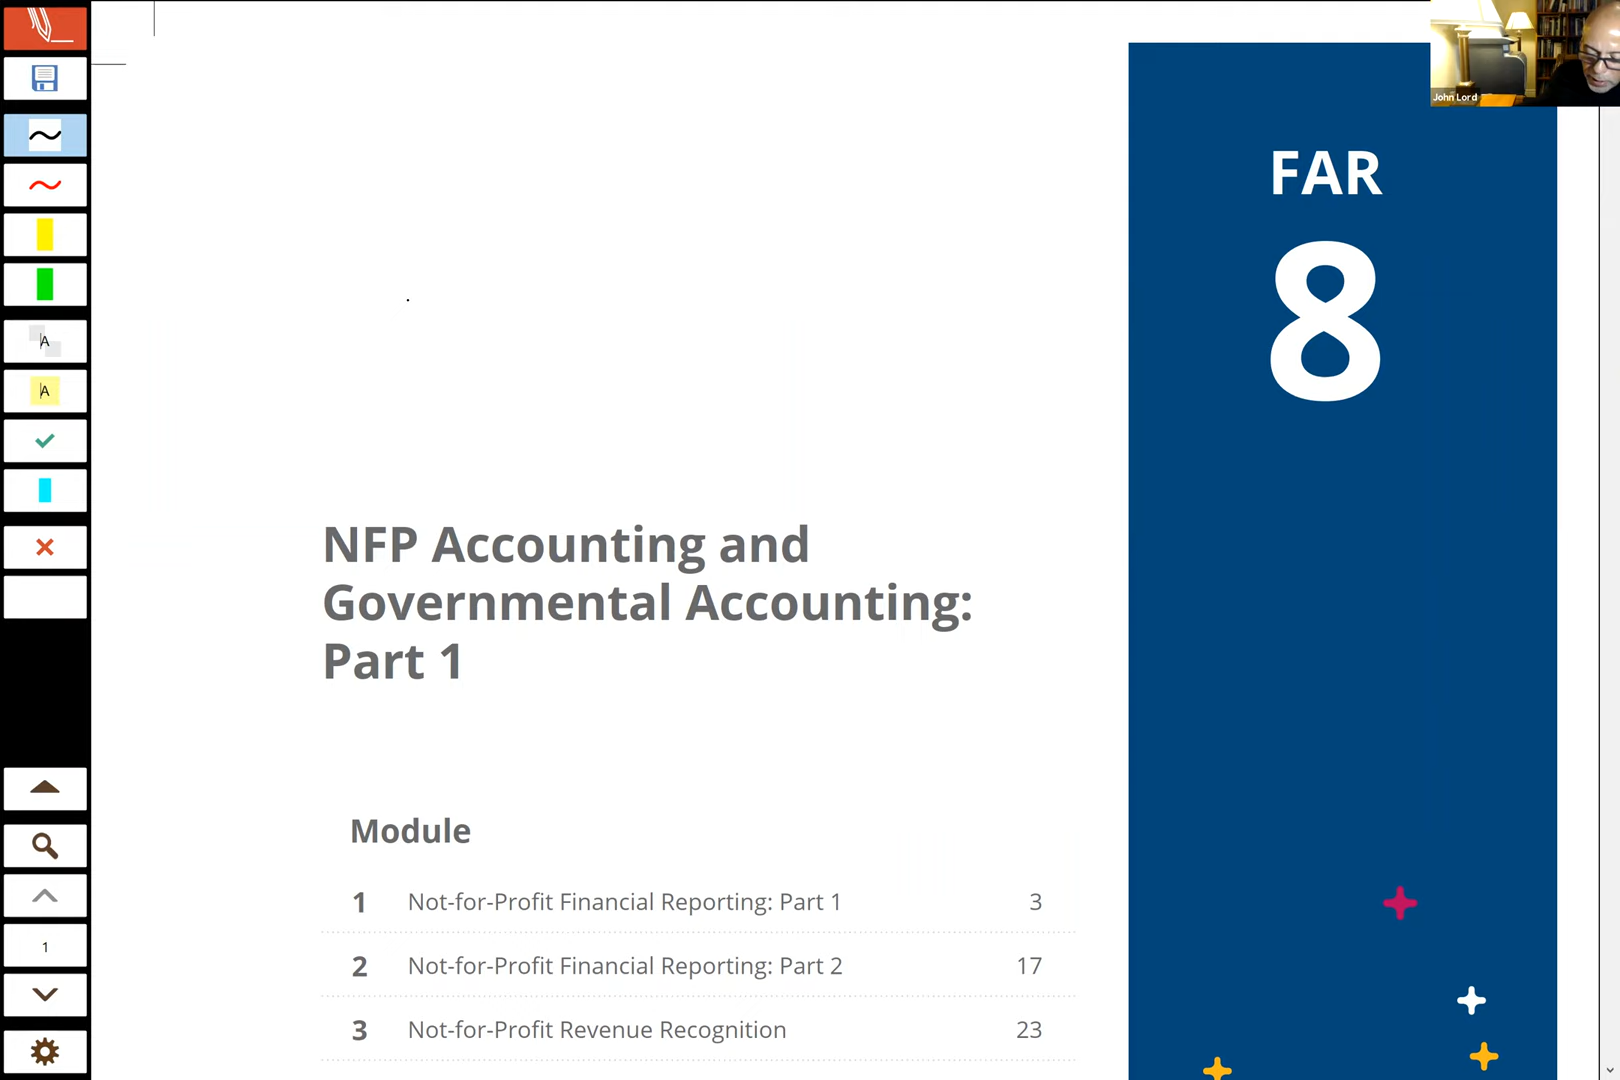 John Lord
FAR
8
A
A
NFP Accounting and
Governmental Accounting:
Part 1
Module
1 Not-for-Profit Financial Reporting: Part 1 3
2 Not-for-Profit Financial Reporting: Part 2 17
3 Not-for-Profit Revenue Recognition 23
1